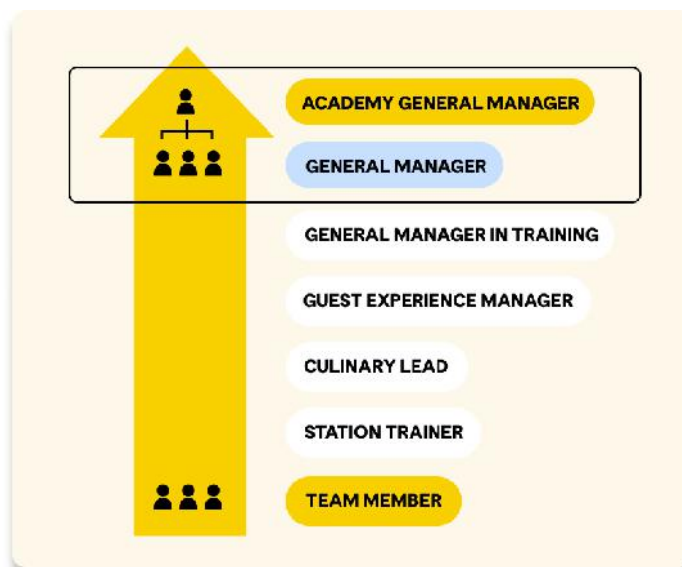 ACADEMY GENERAL MANAGER
GENERAL MANAGER
GENERAL MANAGER IN TRAINING
GUEST EXPERIENCE MANAGER
CULINARY LEAD
STATION TRAINER
TEAM MEMBER